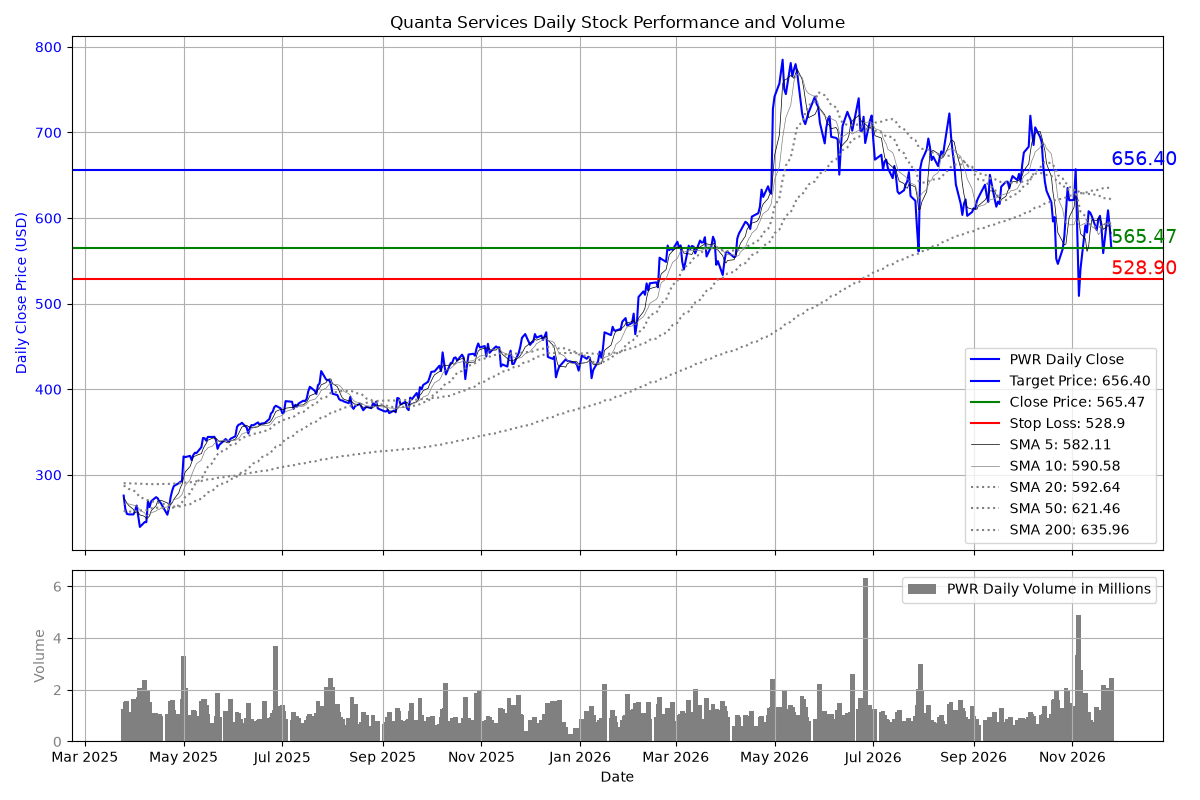 Quanta Services Daily Stock Performance and Volume
Daily Close Price (USD)
800
700
600
500
400
300
656.40
565.47
528.90
PWR Daily Close
Target Price: 656.40
Close Price: 565.47
Stop Loss: 528.9
SMA 5: 582.11
SMA 10: 590.58
SMA 20: 592.64
SMA 50: 621.46
SMA 200: 635.96
Volume
6
4
2
0
PWR Daily Volume in Millions
Mar 2025 May 2025 Jul 2025 Sep 2025 Nov 2025 Jan 2026 Mar 2026 May 2026 Jul 2026 Sep 2026 Nov 2026
Date